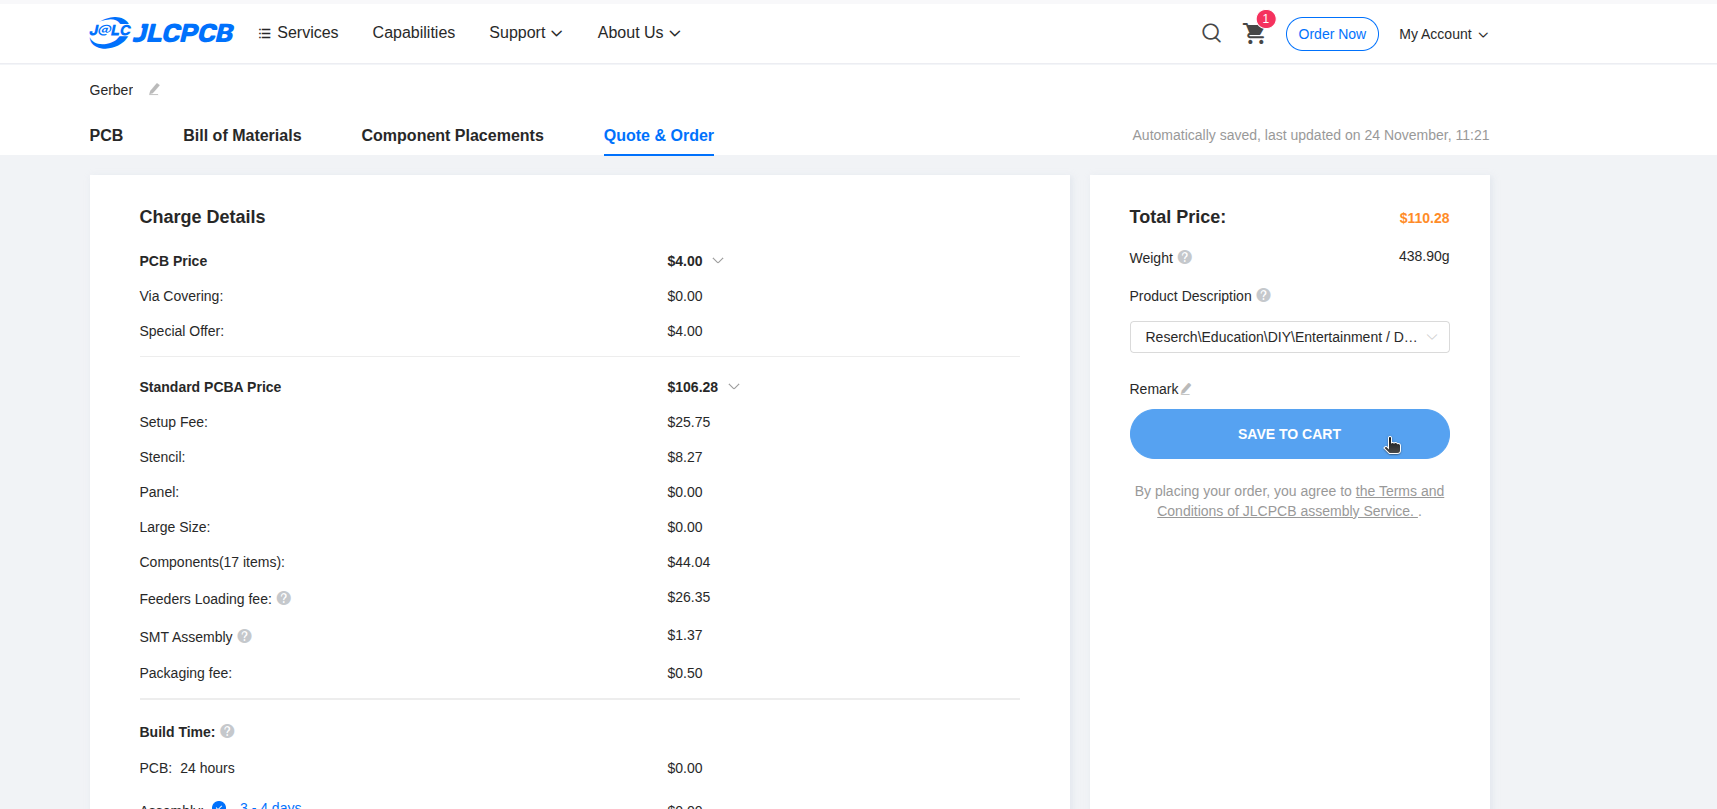 J@LC JLCPCB Services Capabilities Support About Us 1 Order Now My Account
Gerber
PCB Bill of Materials Component Placements Quote & Order Automatically saved, last updated on 24 November, 11:21
Charge Details
PCB Price $4.00
Via Covering: $0.00
Special Offer: $4.00
Standard PCBA Price $106.28
Setup Fee: $25.75
Stencil: $8.27
Panel: $0.00
Large Size: $0.00
Components(17 items): $44.04
Feeders Loading fee: ? $26.35
SMT Assembly ? $1.37
Packaging fee: $0.50
Build Time: ?
PCB: 24 hours $0.00
Assembly: 3 - 4 days $0.00
Total Price: $110.28
Weight ? 438.90g
Product Description ?
Reserch\Education\DIY\Entertainment / D...
Remark
SAVE TO CART
By placing your order, you agree to the Terms and
Conditions of JLCPCB assembly Service. .